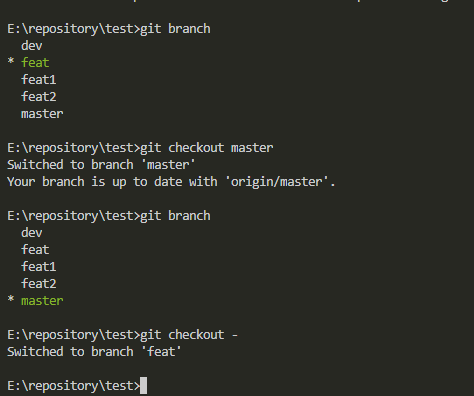 E:\repository\test>git branch
  dev
* feat
  feat1
  feat2
  master
E:\repository\test>git checkout master
Switched to branch 'master'
Your branch is up to date with 'origin/master'.
E:\repository\test>git branch
  dev
  feat
  feat1
  feat2
* master
E:\repository\test>git checkout -
Switched to branch 'feat'
E:\repository\test>